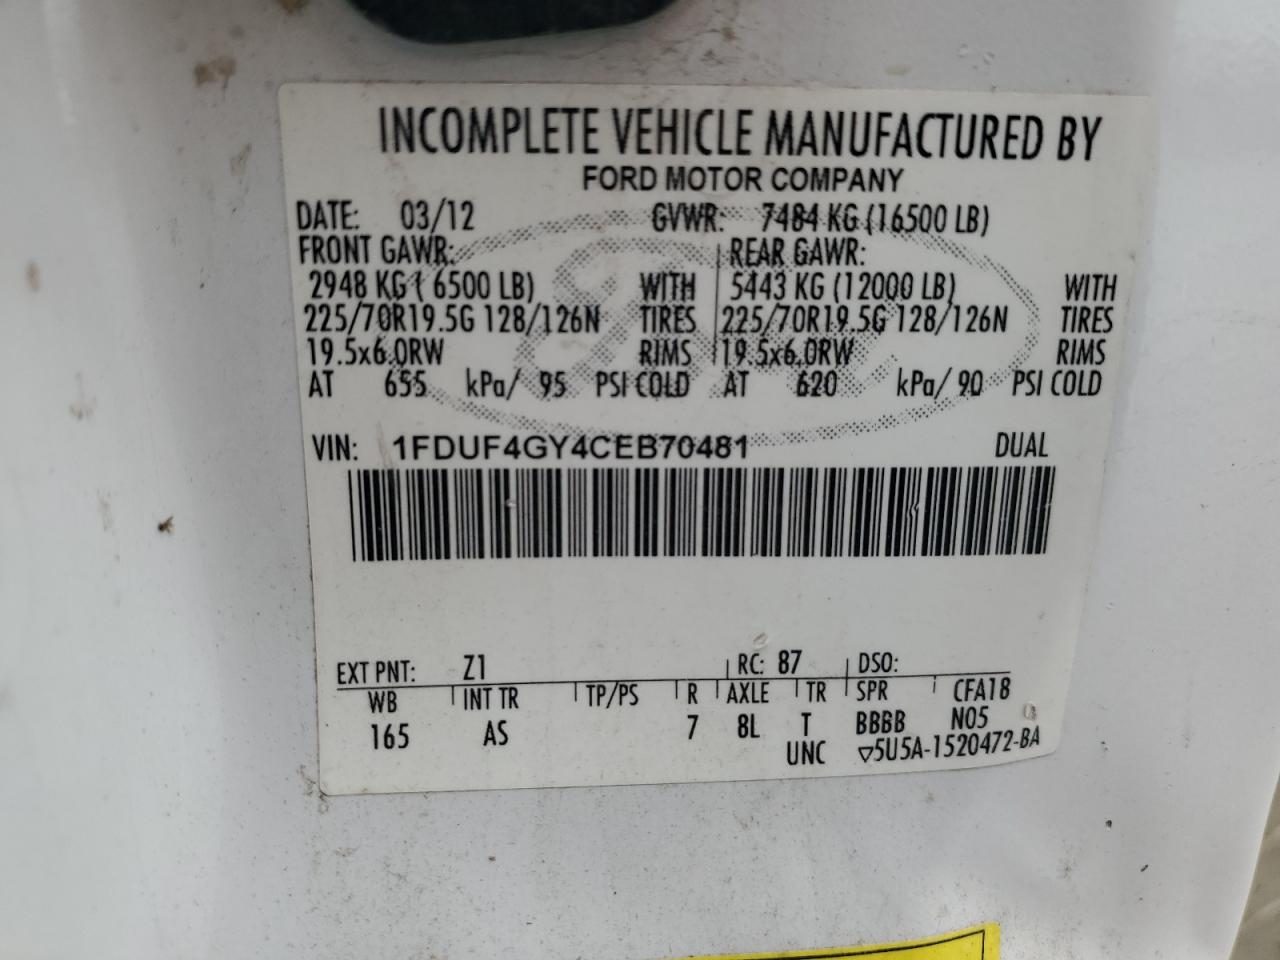 INCOMPLETE VEHICLE MANUFACTURED BY
FORD MOTOR COMPANY
DATE: 03/12 GVWR: 7484 KG (16500 LB)
FRONT GAWR: REAR GAWR:
2948 KG ( 6500 LB) WITH 5443 KG (12000 LB) WITH
225/70R19.5G 128/126N TIRES 225/70R19.5G 128/126N TIRES
19.5x6.0RW RIMS 19.5x6.0RW RIMS
AT 655 kPa/ 95 PSI COLD AT 620 kPa/ 90 PSI COLD
VIN: 1FDUF4GY4CEB70481 DUAL
EXT PNT: Z1 RC: 87 DSO:
WB INT TR TP/PS R AXLE TR SPR CFA18
165 AS 7 8L T BBBB N05
UNC ▽5U5A-1520472-BA